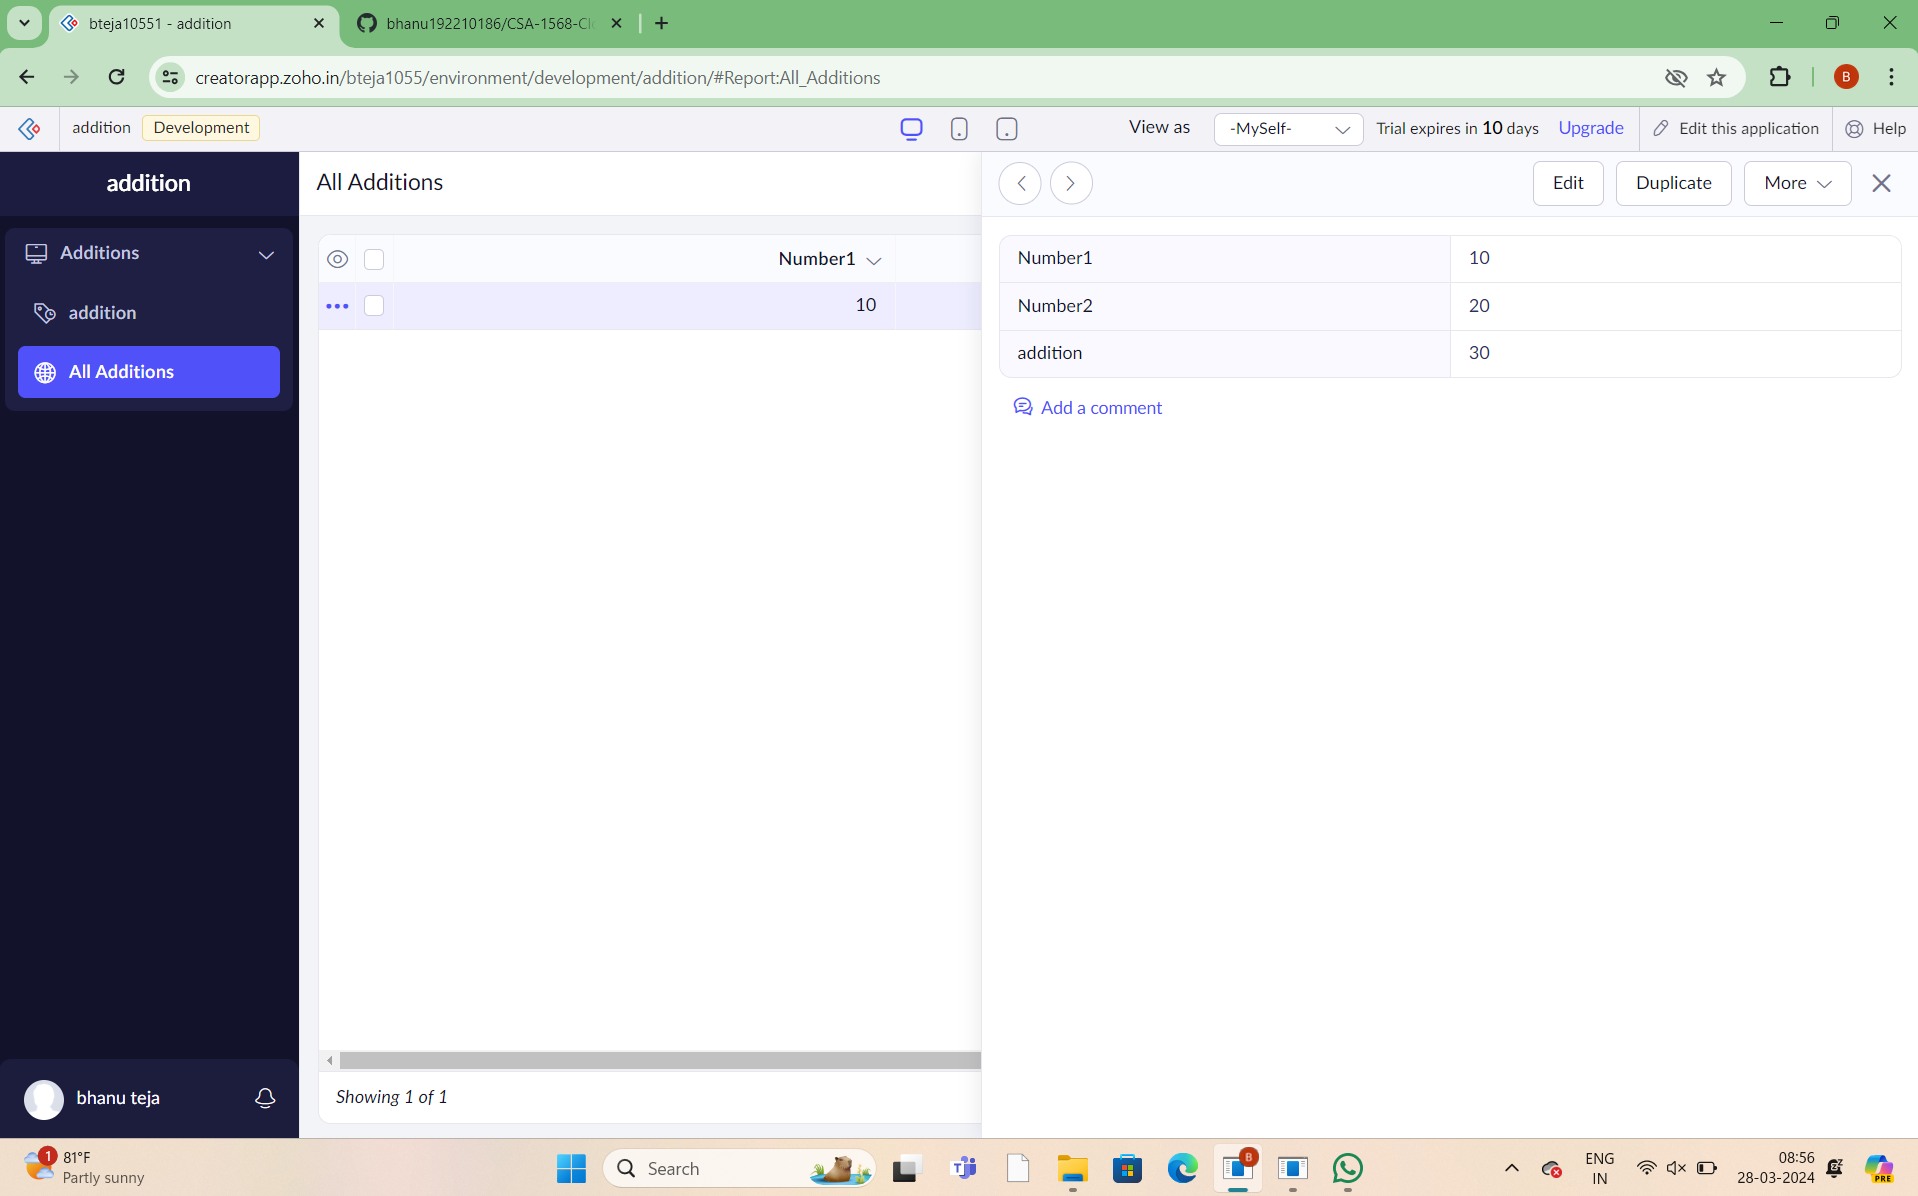 bteja10551 - addition
bhanu192210186/CSA-1568-Cl
creatorapp.zoho.in/bteja1055/environment/development/addition/#Report:All_Additions
B
addition
Development
View as
-MySelf-
Trial expires in 10 days
Upgrade
Edit this application
Help
addition
Additions
addition
All Additions
bhanu teja
All Additions
Number1
10
Showing 1 of 1
Edit
Duplicate
More
Number1
10
Number2
20
addition
30
Add a comment
1
81°F
Partly sunny
Search
B
ENG
IN
08:56
28-03-2024
PRE